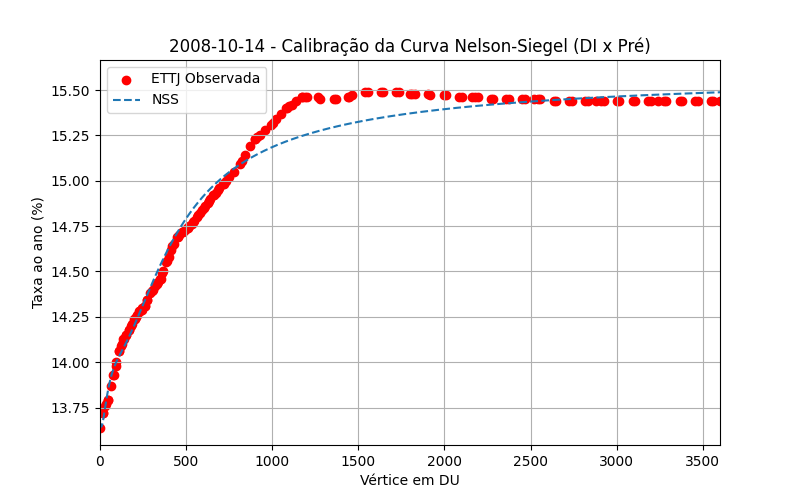 2008-10-14 - Calibração da Curva Nelson-Siegel (DI x Pré)
ETTJ Observada
NSS
Taxa ao ano (%)
15.50
15.25
15.00
14.75
14.50
14.25
14.00
13.75
0 500 1000 1500 2000 2500 3000 3500
Vértice em DU